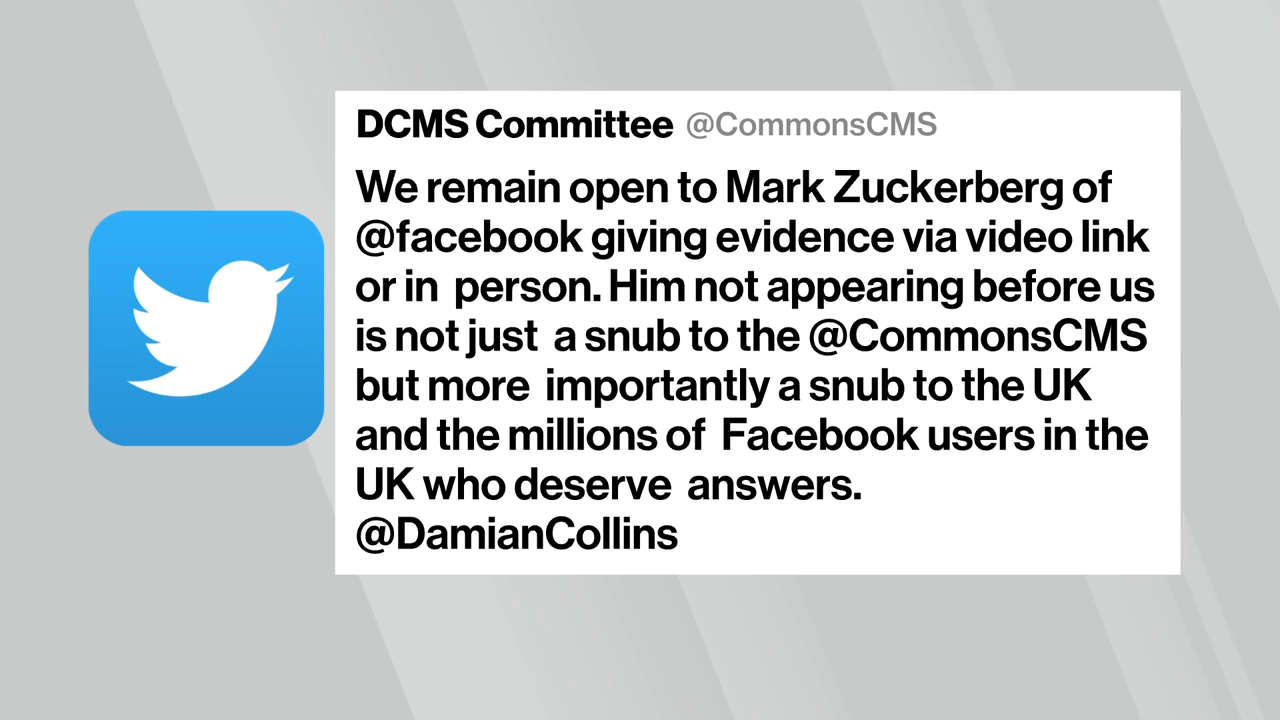 DCMS Committee @CommonsCMS
We remain open to Mark Zuckerberg of
@facebook giving evidence via video link
or in  person. Him not appearing before us
is not just  a snub to the @CommonsCMS
but more  importantly a snub to the UK
and the millions of  Facebook users in the
UK who deserve  answers.
@DamianCollins